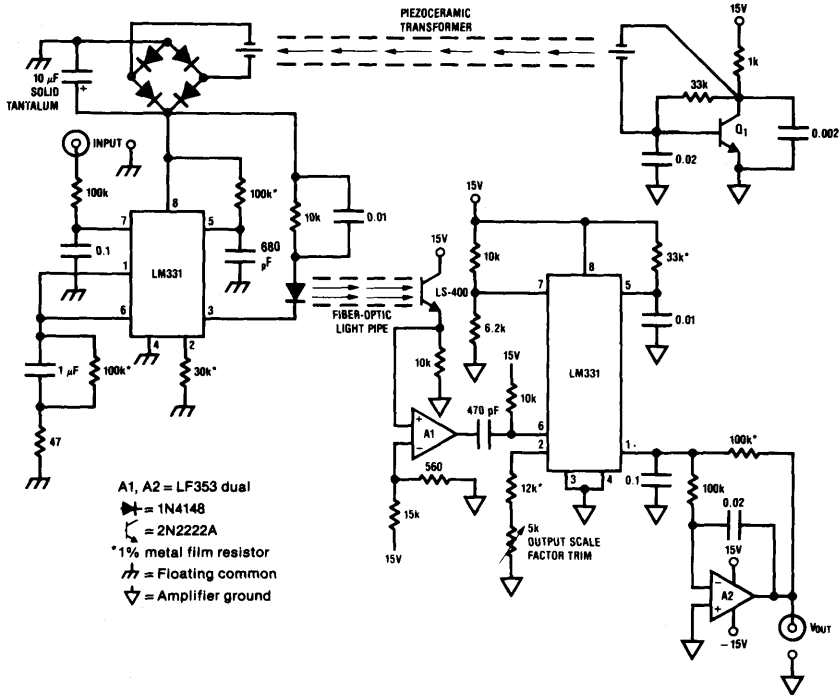 PIEZOCERAMIC
TRANSFORMER
15V
1k
33k
Q1
0.002
0.02
10 µF
SOLID
TANTALUM
+
INPUT
100k
8
100k*
7
5
10k
0.01
0.1
680
pF
1
LM331
6
3
4
2
1 µF
100k*
30k*
47
FIBER-OPTIC
LIGHT PIPE
15V
LS-400
10k
15V
10k
8
33k*
7
5
0.01
6.2k
LM331
15V
10k
470 pF
6
2
+
A1
−
560
15k
15V
12k*
5k
OUTPUT SCALE
FACTOR TRIM
3
4
1
100k*
0.1
100k
0.02
15V
−
A2
+
−15V
VOUT
A1, A2 = LF353 dual
= 1N4148
= 2N2222A
*1% metal film resistor
= Floating common
= Amplifier ground